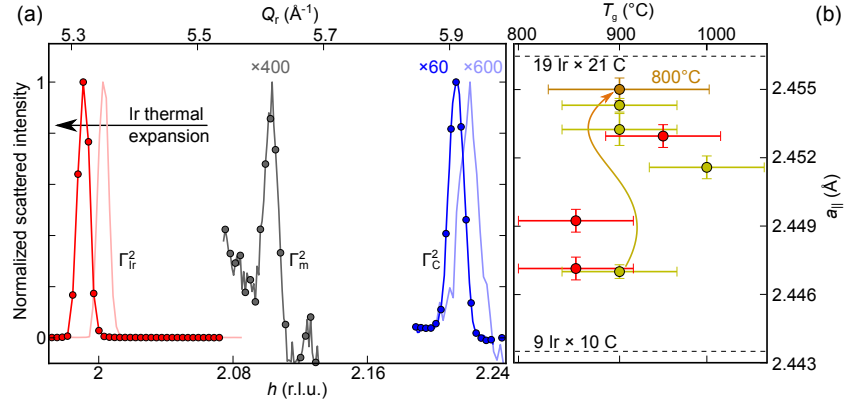 (a)
Q_r (Å⁻¹)
5.3 5.5 5.7 5.9
Normalized scattered intensity
1
0
Ir thermal
expansion
×400
×60
×600
Γ²_Ir
Γ²_m
Γ²_C
2 2.08 2.16 2.24
h (r.l.u.)
(b)
T_g (°C)
800 900 1000
19 Ir × 21 C
800°C
9 Ir × 10 C
2.455
2.452
2.449
2.446
2.443
a_|| (Å)